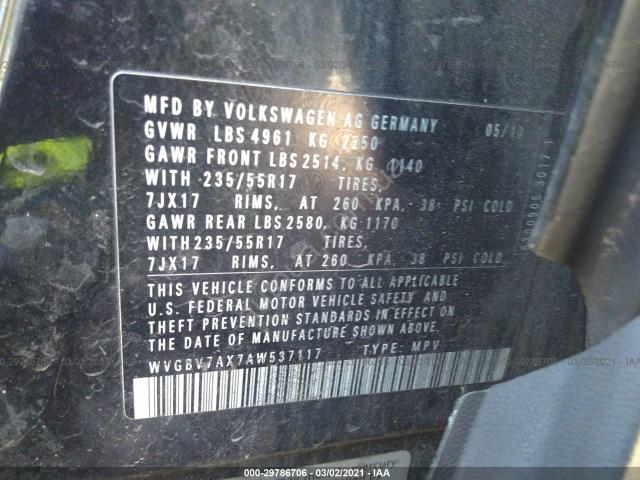 MFD BY VOLKSWAGEN AG GERMANY 05/10
GVWR LBS 4961 KG 2250
GAWR FRONT LBS 2514, KG 1140
WITH 235/55R17 TIRES,
7JX17 RIMS, AT 260 KPA, 38 PSI COLD
GAWR REAR LBS 2580, KG 1170
WITH 235/55R17 TIRES,
7JX17 RIMS, AT 260 KPA, 38 PSI COLD
THIS VEHICLE CONFORMS TO ALL APPLICABLE
U.S. FEDERAL MOTOR VEHICLE SAFETY AND
THEFT PREVENTION STANDARDS IN EFFECT ON
THE DATE OF MANUFACTURE SHOWN ABOVE.
WVGBV7AX7AW537117 TYPE: MPV
000-29786706 - 03/02/2021 - IAA